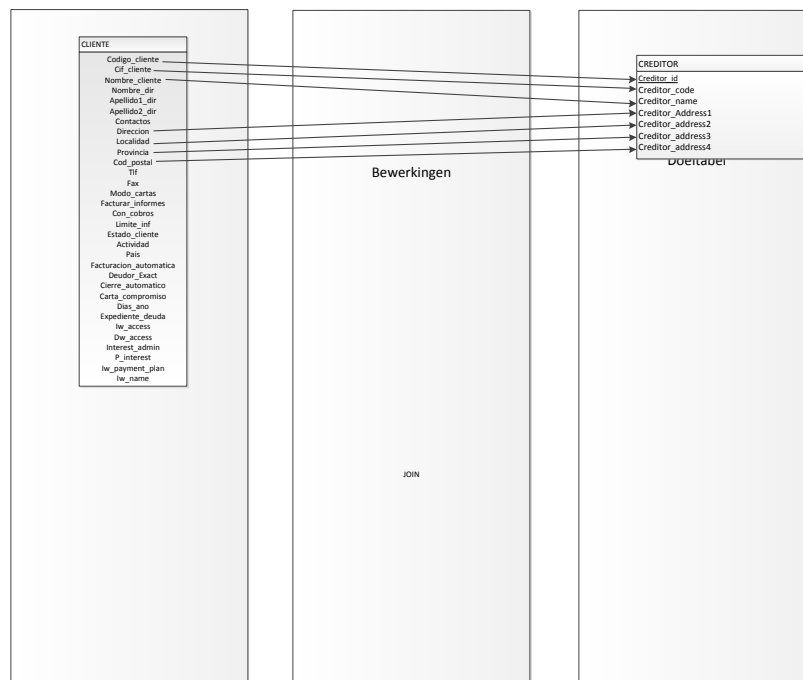 CLIENTE
Codigo_cliente
Cif_cliente
Nombre_cliente
Nombre_dir
Apellido1_dir
Apellido2_dir
Contactos
Direccion
Localidad
Provincia
Cod_postal
Tlf
Fax
Modo_cartas
Facturar_informes
Con_cobros
Limite_inf
Estado_cliente
Actividad
Pais
Facturacion_automatica
Deudor_Exact
Cierre_automatico
Carta_compromiso
Dias_ano
Expediente_deuda
Iw_access
Dw_access
Interest_admin
P_interest
Iw_payment_plan
Iw_name
Bewerkingen
JOIN
CREDITOR
Creditor_id
Creditor_code
Creditor_name
Creditor_Address1
Creditor_address2
Creditor_address3
Creditor_address4
Doeltabel